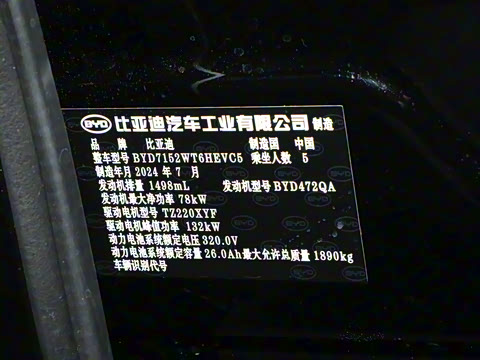 BYD 比亚迪汽车工业有限公司 制造
品牌 比亚迪 制造国 中国
整车型号 BYD7152WT6HEVC5 乘坐人数 5
制造年月 2024 年 7 月
发动机排量 1498mL 发动机型号 BYD472QA
发动机最大净功率 78kW
驱动电机型号 TZ220XYF
驱动电机峰值功率 132kW
动力电池系统额定电压 320.0V
动力电池系统额定容量 26.0Ah 最大允许总质量 1890kg
车辆识别代号